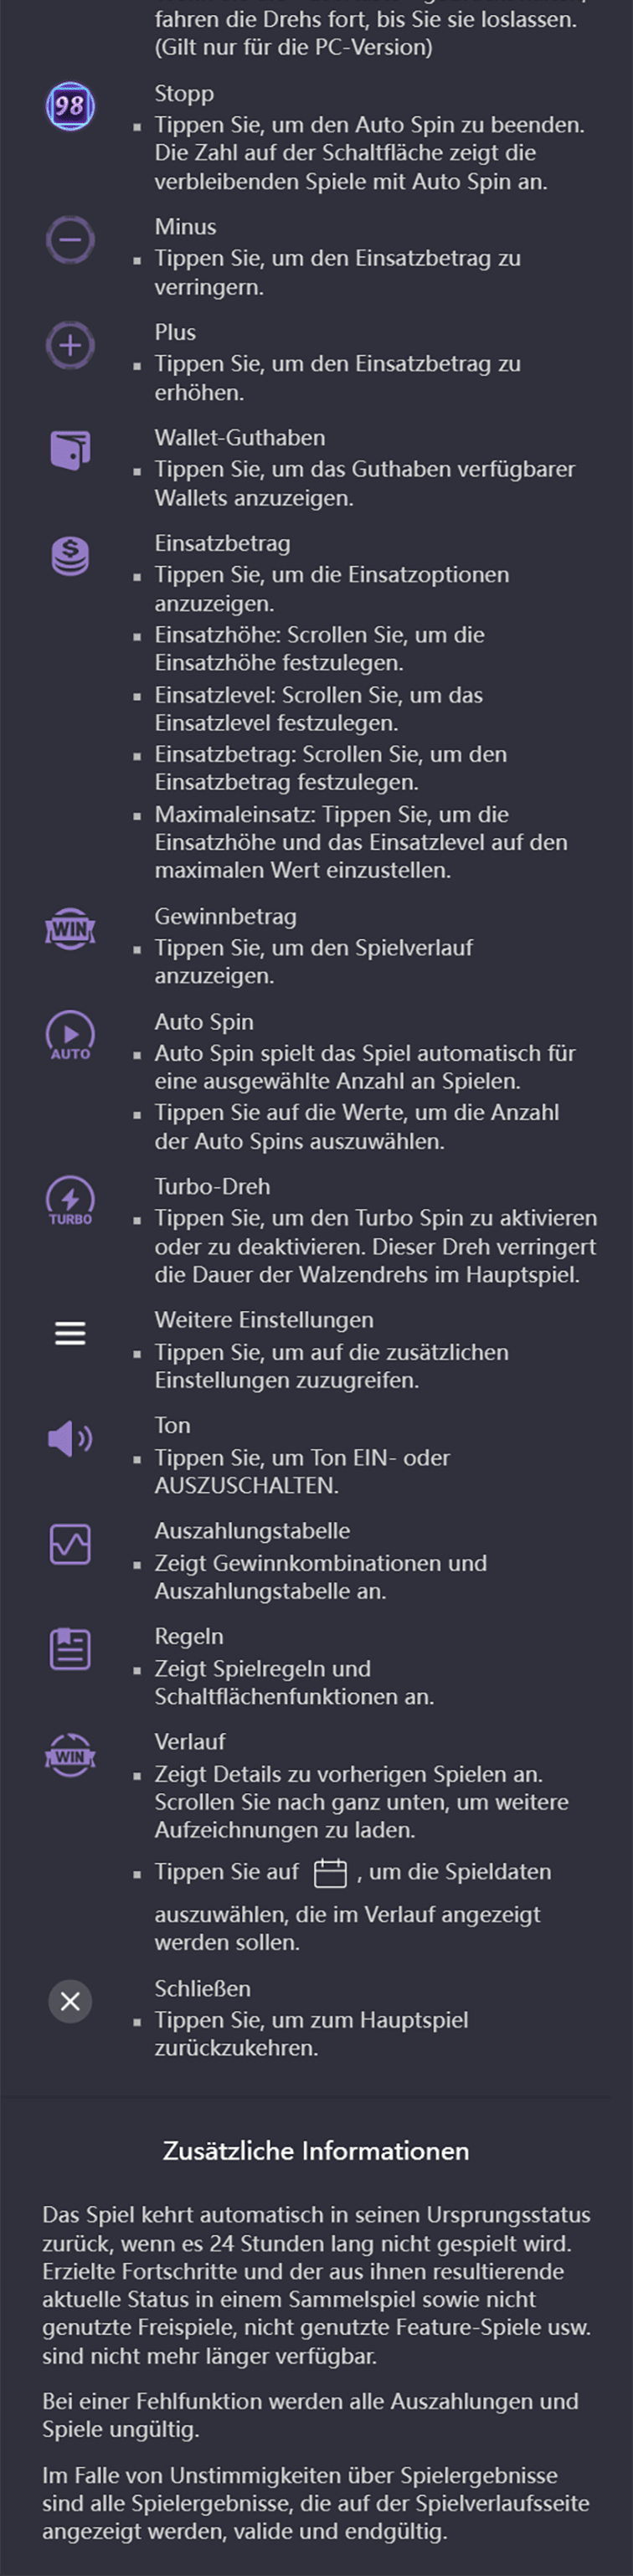 fahren die Drehs fort, bis Sie sie loslassen.
(Gilt nur für die PC-Version)
98
Stopp
▪ Tippen Sie, um den Auto Spin zu beenden.
Die Zahl auf der Schaltfläche zeigt die
verbleibenden Spiele mit Auto Spin an.
Minus
▪ Tippen Sie, um den Einsatzbetrag zu
verringern.
Plus
▪ Tippen Sie, um den Einsatzbetrag zu
erhöhen.
Wallet-Guthaben
▪ Tippen Sie, um das Guthaben verfügbarer
Wallets anzuzeigen.
$
Einsatzbetrag
▪ Tippen Sie, um die Einsatzoptionen
anzuzeigen.
▪ Einsatzhöhe: Scrollen Sie, um die
Einsatzhöhe festzulegen.
▪ Einsatzlevel: Scrollen Sie, um das
Einsatzlevel festzulegen.
▪ Einsatzbetrag: Scrollen Sie, um den
Einsatzbetrag festzulegen.
▪ Maximaleinsatz: Tippen Sie, um die
Einsatzhöhe und das Einsatzlevel auf den
maximalen Wert einzustellen.
WIN
Gewinnbetrag
▪ Tippen Sie, um den Spielverlauf
anzuzeigen.
AUTO
Auto Spin
▪ Auto Spin spielt das Spiel automatisch für
eine ausgewählte Anzahl an Spielen.
▪ Tippen Sie auf die Werte, um die Anzahl
der Auto Spins auszuwählen.
TURBO
Turbo-Dreh
▪ Tippen Sie, um den Turbo Spin zu aktivieren
oder zu deaktivieren. Dieser Dreh verringert
die Dauer der Walzendrehs im Hauptspiel.
Weitere Einstellungen
▪ Tippen Sie, um auf die zusätzlichen
Einstellungen zuzugreifen.
Ton
▪ Tippen Sie, um Ton EIN- oder
AUSZUSCHALTEN.
Auszahlungstabelle
▪ Zeigt Gewinnkombinationen und
Auszahlungstabelle an.
Regeln
▪ Zeigt Spielregeln und
Schaltflächenfunktionen an.
WIN
Verlauf
▪ Zeigt Details zu vorherigen Spielen an.
Scrollen Sie nach ganz unten, um weitere
Aufzeichnungen zu laden.
▪ Tippen Sie auf , um die Spieldaten
auszuwählen, die im Verlauf angezeigt
werden sollen.
Schließen
▪ Tippen Sie, um zum Hauptspiel
zurückzukehren.
Zusätzliche Informationen
Das Spiel kehrt automatisch in seinen Ursprungsstatus
zurück, wenn es 24 Stunden lang nicht gespielt wird.
Erzielte Fortschritte und der aus ihnen resultierende
aktuelle Status in einem Sammelspiel sowie nicht
genutzte Freispiele, nicht genutzte Feature-Spiele usw.
sind nicht mehr länger verfügbar.
Bei einer Fehlfunktion werden alle Auszahlungen und
Spiele ungültig.
Im Falle von Unstimmigkeiten über Spielergebnisse
sind alle Spielergebnisse, die auf der Spielverlaufsseite
angezeigt werden, valide und endgültig.